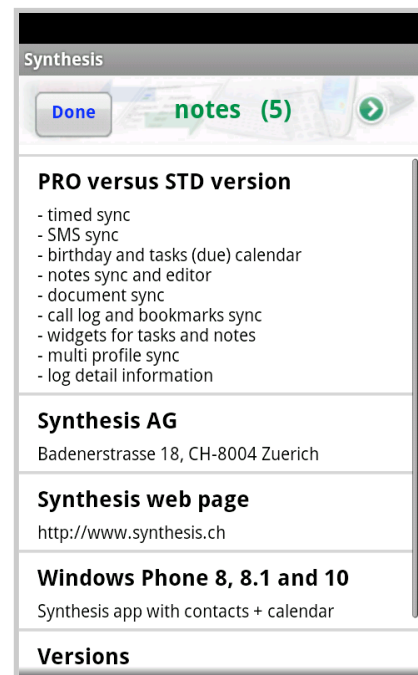 Synthesis
Done
notes (5)
PRO versus STD version
- timed sync
- SMS sync
- birthday and tasks (due) calendar
- notes sync and editor
- document sync
- call log and bookmarks sync
- widgets for tasks and notes
- multi profile sync
- log detail information
Synthesis AG
Badenerstrasse 18, CH-8004 Zuerich
Synthesis web page
http://www.synthesis.ch
Windows Phone 8, 8.1 and 10
Synthesis app with contacts + calendar
Versions